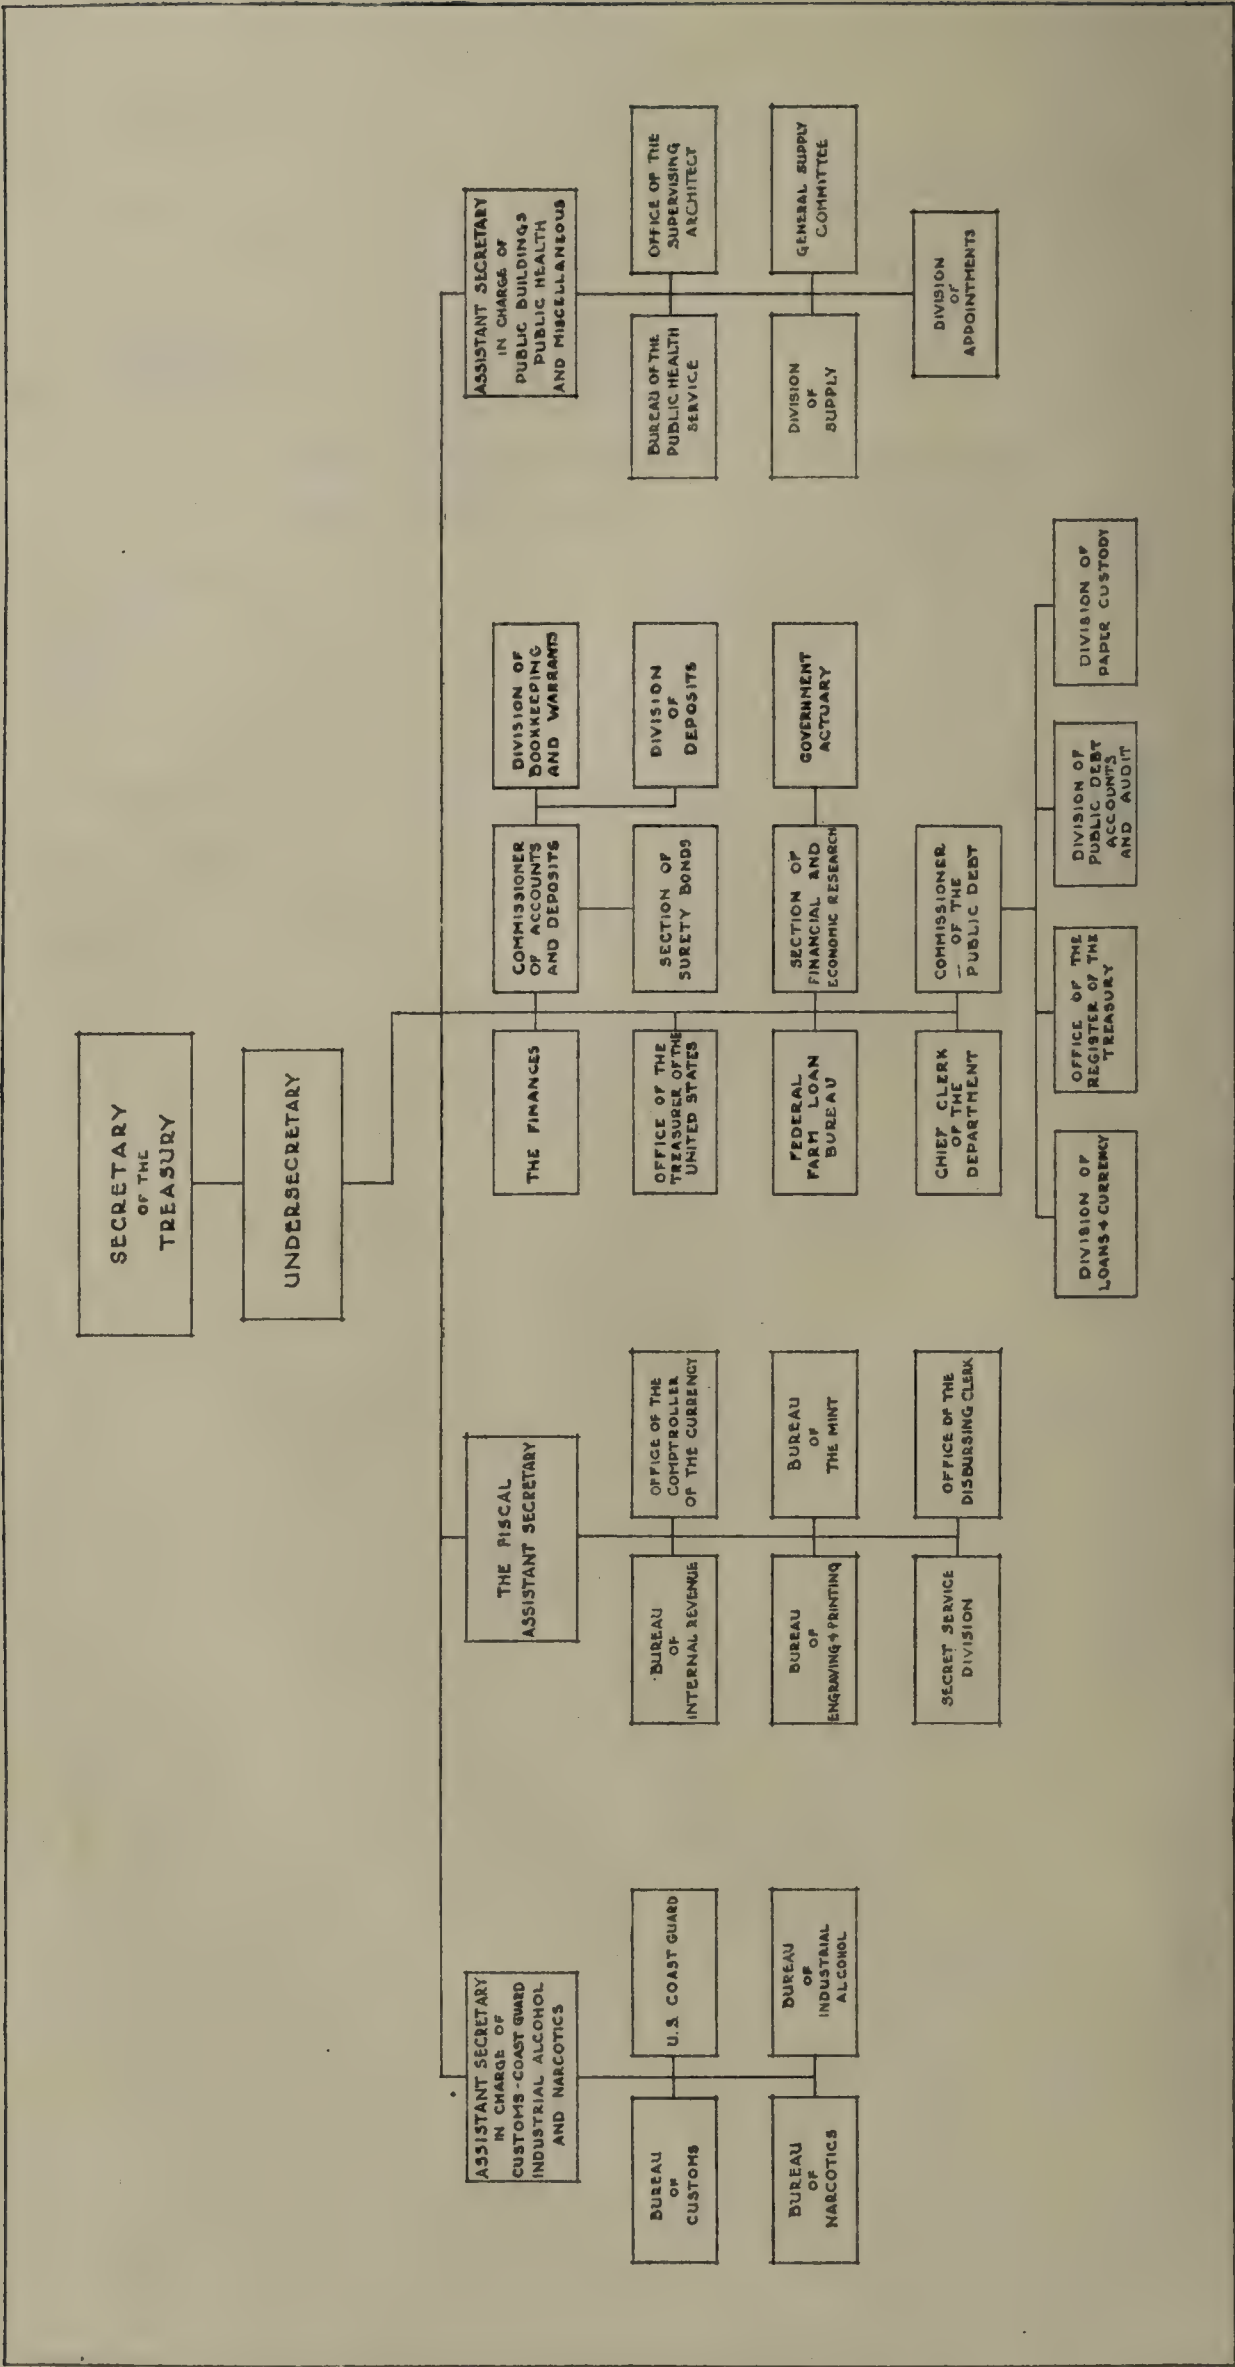 SECRETARY
OF THE
TREASURY
UNDERSECRETARY
ASSISTANT SECRETARY
IN CHARGE OF
CUSTOMS-COAST GUARD
INDUSTRIAL ALCOHOL
AND NARCOTICS
BUREAU
OF
CUSTOMS
U.S. COAST GUARD
BUREAU
OF
NARCOTICS
BUREAU
OF
INDUSTRIAL
ALCOHOL
THE FISCAL
ASSISTANT SECRETARY
BUREAU
OF
INTERNAL REVENUE
OFFICE OF THE
COMPTROLLER
OF THE CURRENCY
BUREAU
OF
ENGRAVING & PRINTING
BUREAU
OF
THE MINT
SECRET SERVICE
DIVISION
OFFICE OF THE
DISBURSING CLERK
THE FINANCES
COMMISSIONER
OF ACCOUNTS
AND DEPOSITS
DIVISION OF
BOOKKEEPING
AND WARRANTS
OFFICE OF THE
TREASURER OF THE
UNITED STATES
SECTION OF
SURETY BONDS
DIVISION
OF
DEPOSITS
FEDERAL
FARM LOAN
BUREAU
SECTION OF
FINANCIAL AND
ECONOMIC RESEARCH
GOVERNMENT
ACTUARY
CHIEF CLERK
OF THE
DEPARTMENT
COMMISSIONER
— OF THE
PUBLIC DEBT
DIVISION OF
LOANS & CURRENCY
OFFICE OF THE
REGISTER OF THE
TREASURY
DIVISION OF
PUBLIC DEBT
ACCOUNTS
AND AUDIT
DIVISION OF
PAPER CUSTODY
ASSISTANT SECRETARY
IN CHARGE OF
PUBLIC BUILDINGS
PUBLIC HEALTH
AND MISCELLANEOUS
BUREAU OF THE
PUBLIC HEALTH
SERVICE
OFFICE OF THE
SUPERVISING
ARCHITECT
DIVISION
OF
SUPPLY
GENERAL SUPPLY
COMMITTEE
DIVISION
OF
APPOINTMENTS